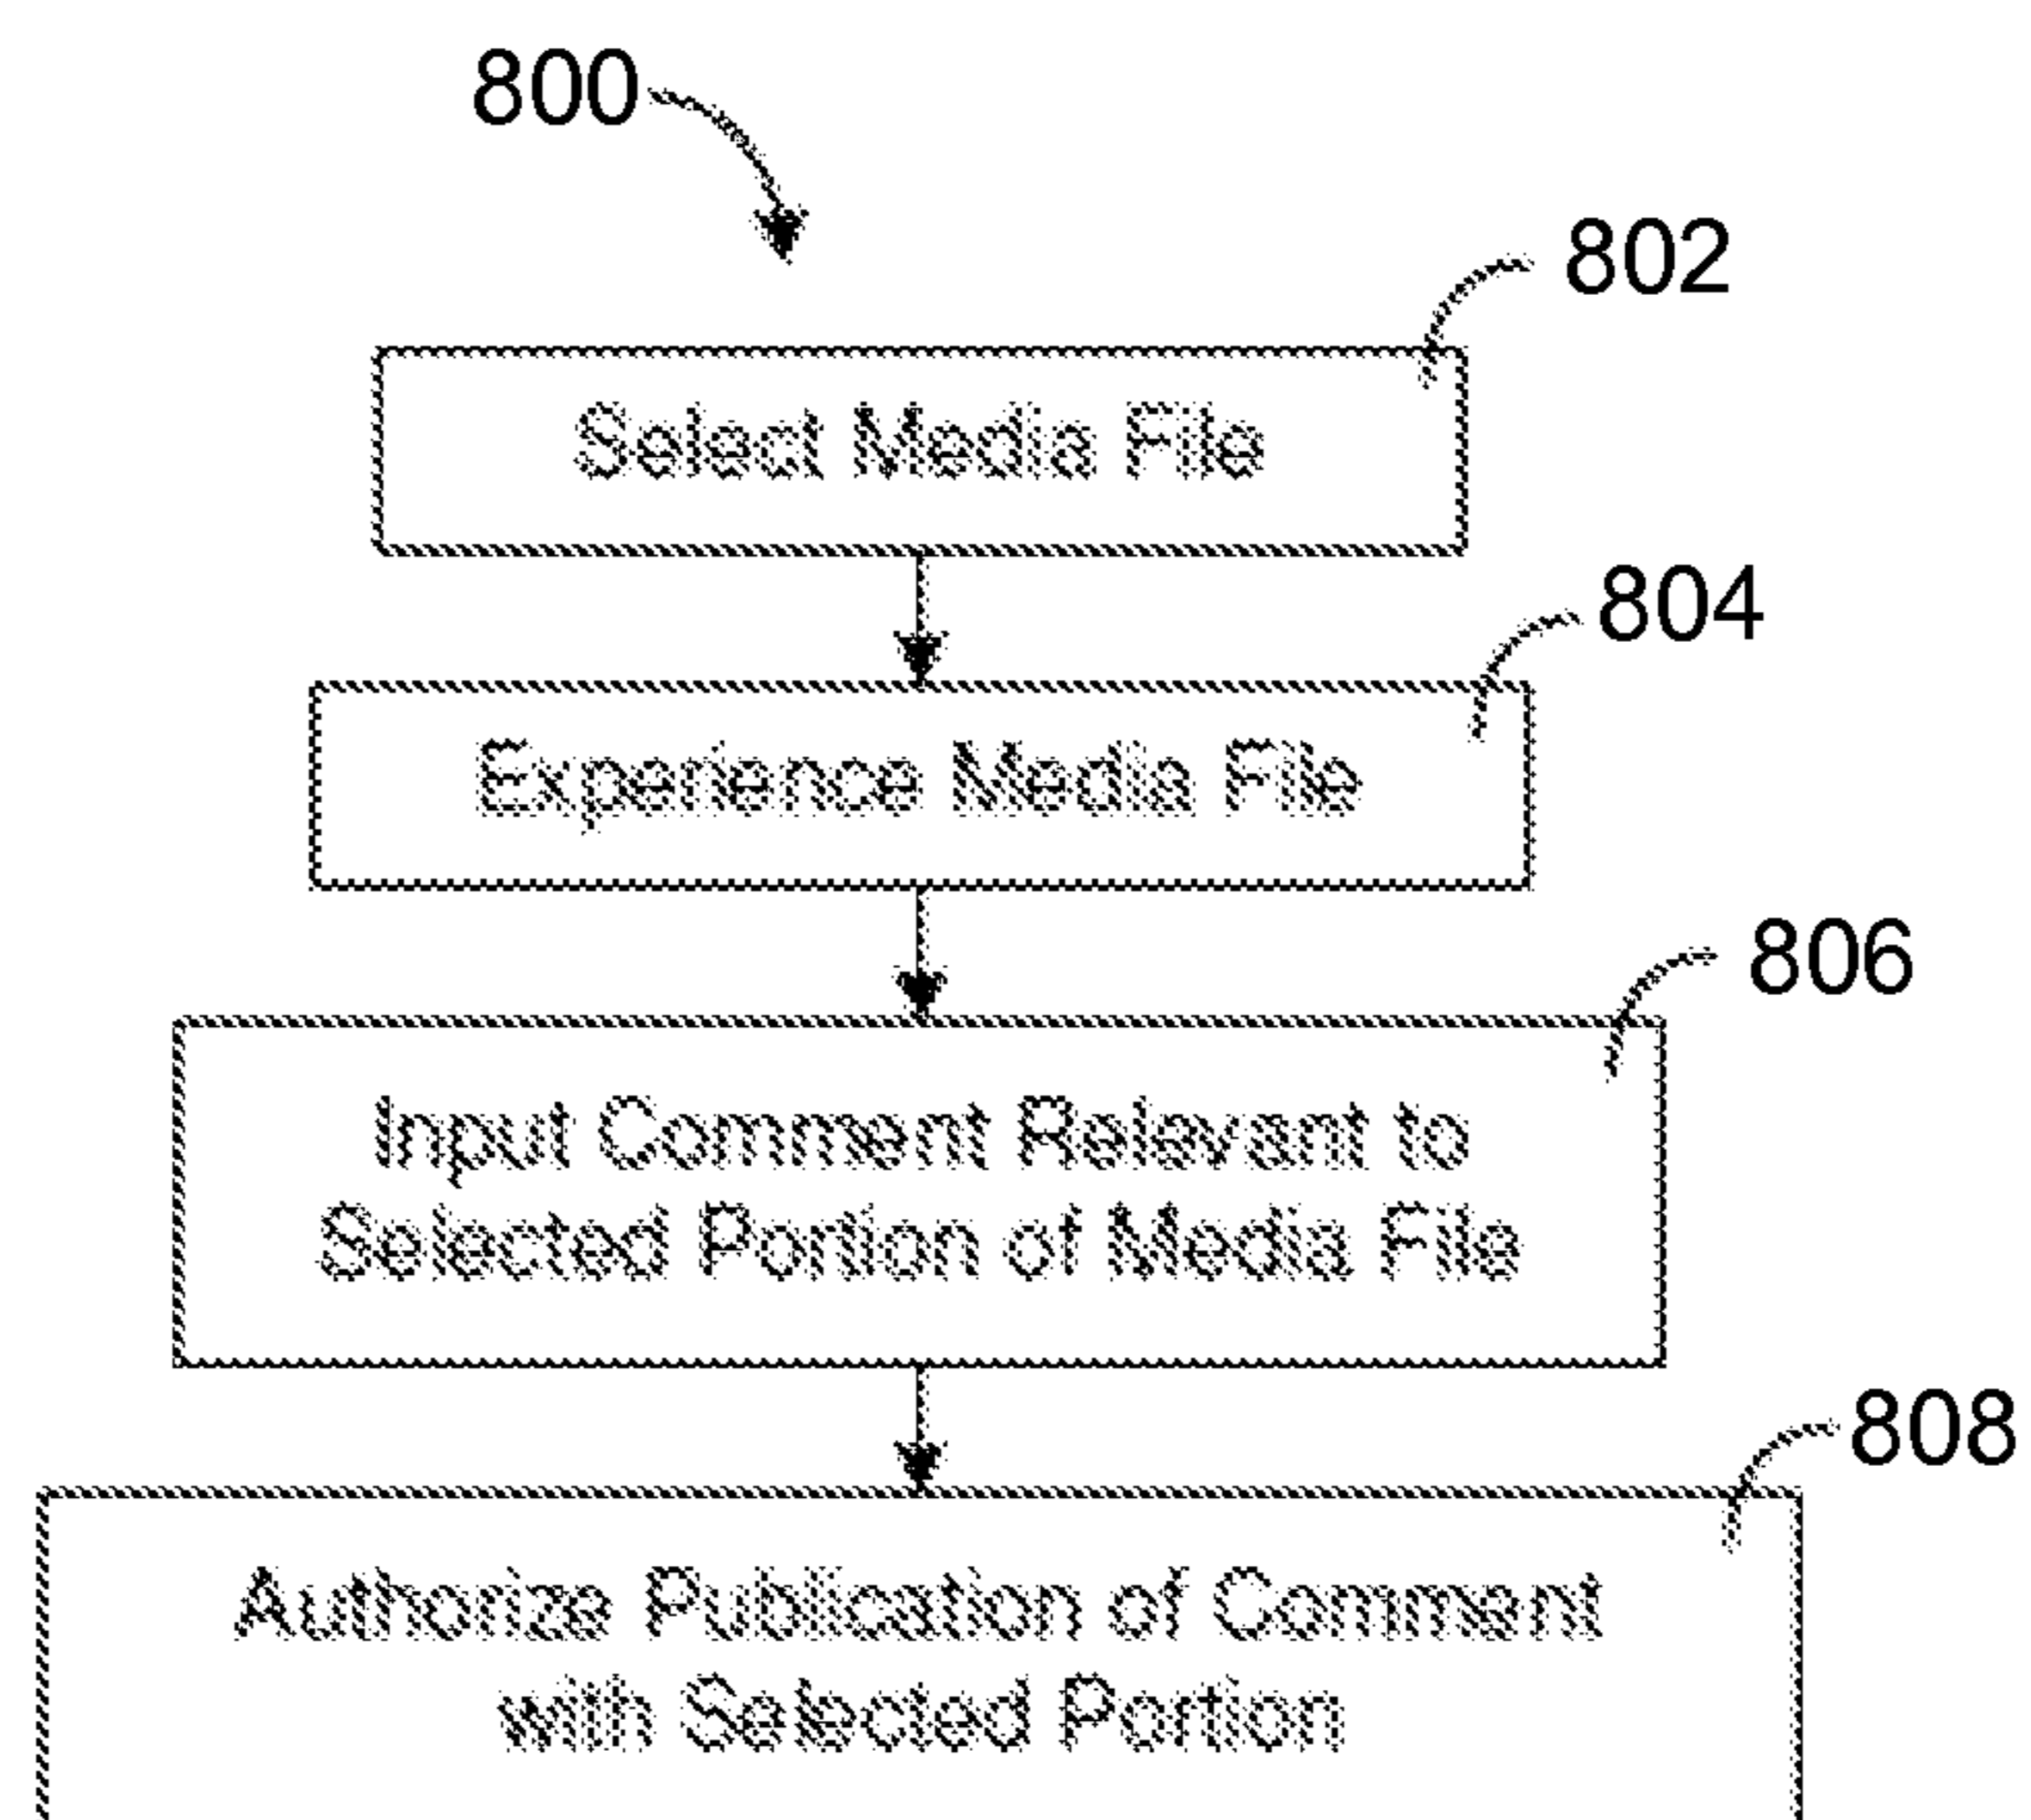 800
802
Select Media File
804
Experience Media File
806
Input Comment Relevant to
Selected Portion of Media File
808
Authorize Publication of Comment
with Selected Portion